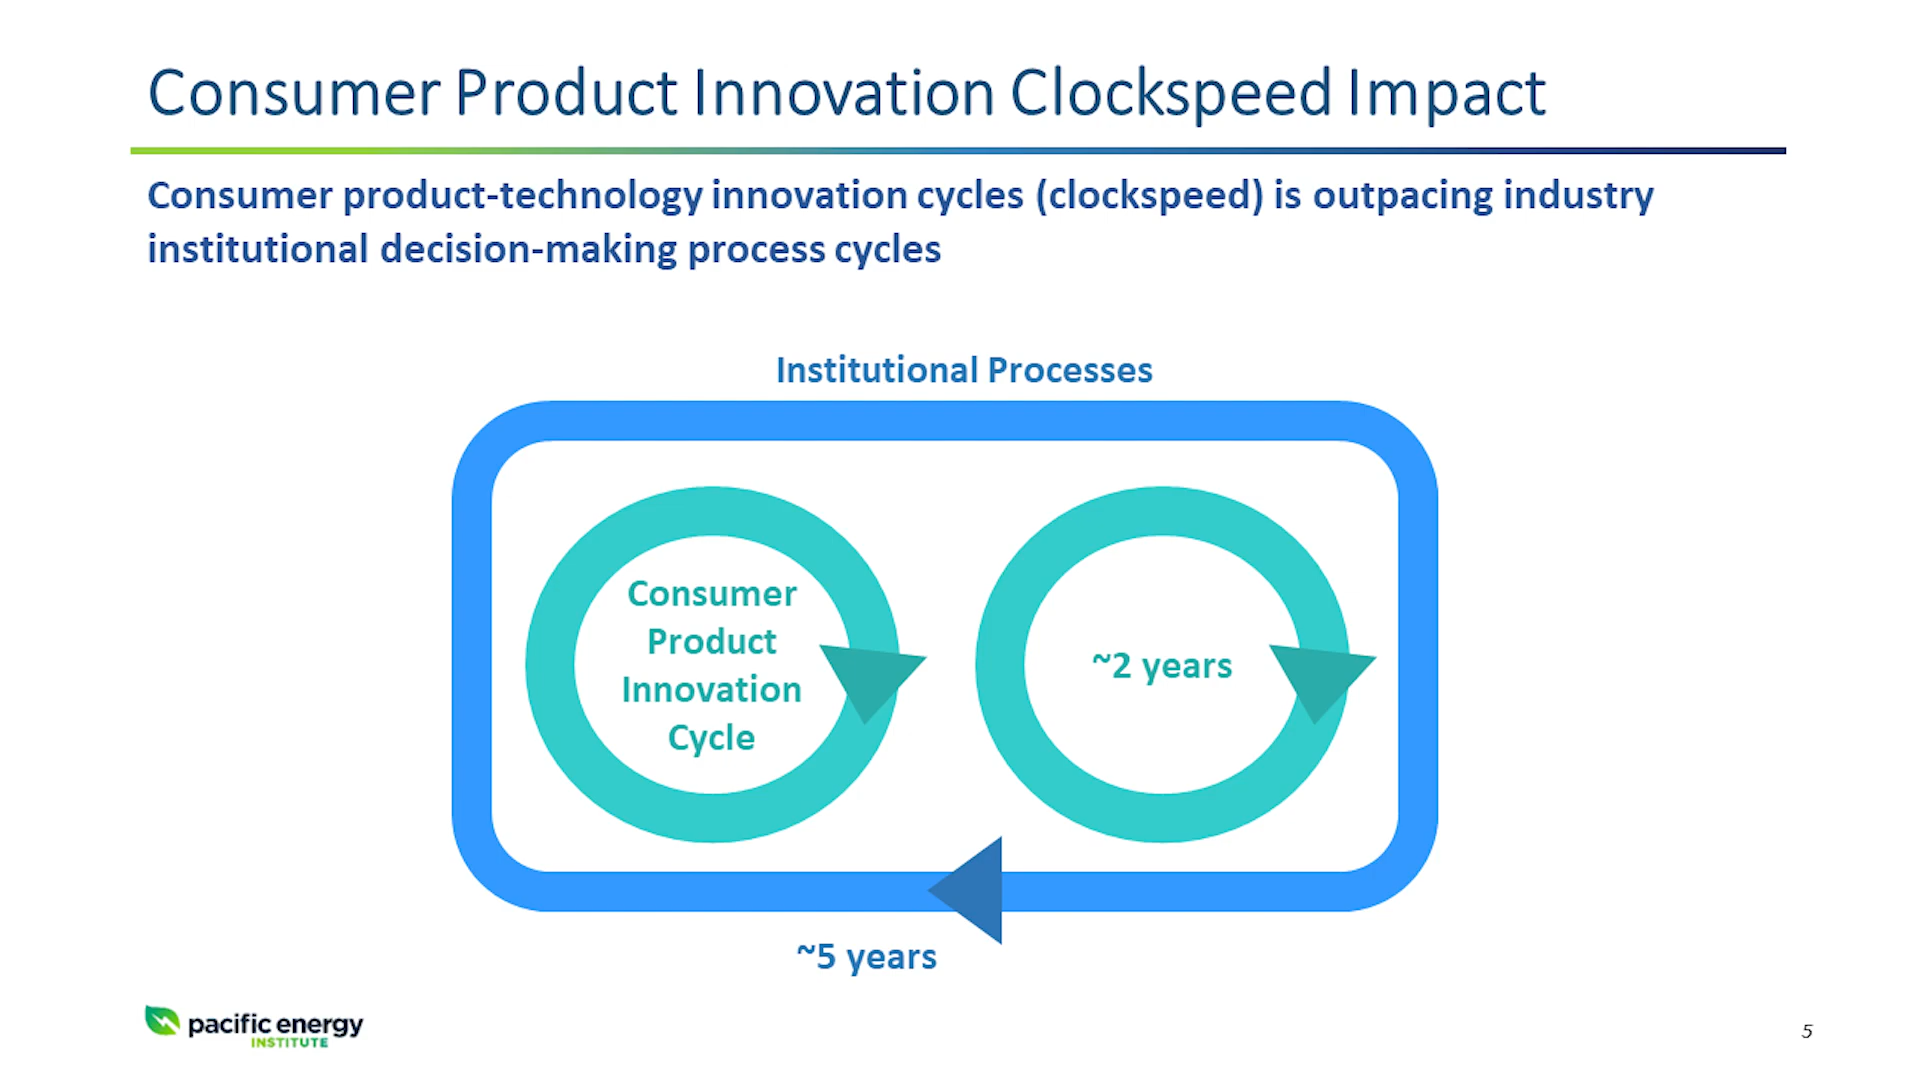 Consumer Product Innovation Clockspeed Impact
Consumer product-technology innovation cycles (clockspeed) is outpacing industry
institutional decision-making process cycles
Institutional Processes
Consumer
Product
Innovation
Cycle
~2 years
~5 years
pacific energy
INSTITUTE
5